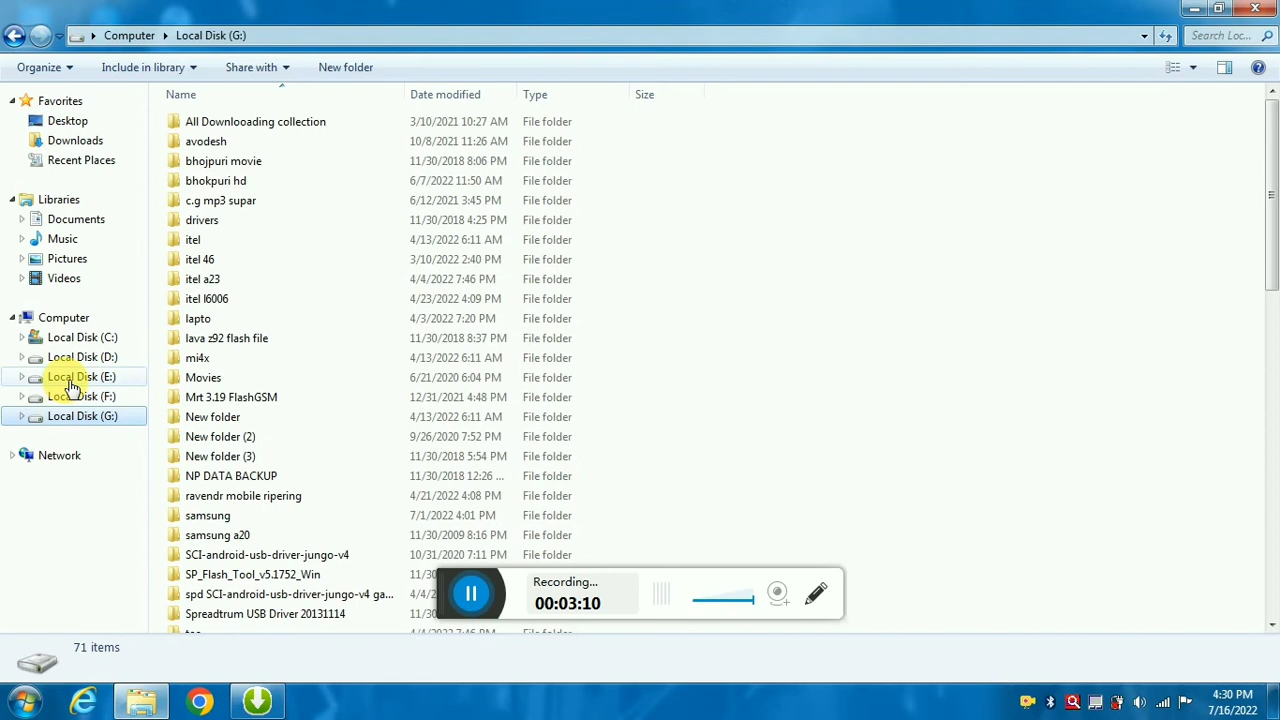 Computer Local Disk (G:) Search Loc...
Organize Include in library Share with New folder
Favorites
Desktop
Downloads
Recent Places
Libraries
Documents
Music
Pictures
Videos
Computer
Local Disk (C:)
Local Disk (D:)
Local Disk (E:)
Local Disk (F:)
Local Disk (G:)
Network
Name Date modified Type Size
All Downlooading collection 3/10/2021 10:27 AM File folder
avodesh 10/8/2021 11:26 AM File folder
bhojpuri movie 11/30/2018 8:06 PM File folder
bhokpuri hd 6/7/2022 11:50 AM File folder
c.g mp3 supar 6/12/2021 3:45 PM File folder
drivers 11/30/2018 4:25 PM File folder
itel 4/13/2022 6:11 AM File folder
itel 46 3/10/2022 2:40 PM File folder
itel a23 4/4/2022 7:46 PM File folder
itel l6006 4/23/2022 4:09 PM File folder
lapto 4/3/2022 7:20 PM File folder
lava z92 flash file 11/30/2018 8:37 PM File folder
mi4x 4/13/2022 6:11 AM File folder
Movies 6/21/2020 6:04 PM File folder
Mrt 3.19 FlashGSM 12/31/2021 4:48 PM File folder
New folder 4/13/2022 6:11 AM File folder
New folder (2) 9/26/2020 7:52 PM File folder
New folder (3) 11/30/2018 5:54 PM File folder
NP DATA BACKUP 11/30/2018 12:26 ... File folder
ravendr mobile ripering 4/21/2022 4:08 PM File folder
samsung 7/1/2022 4:01 PM File folder
samsung a20 11/30/2009 8:16 PM File folder
SCI-android-usb-driver-jungo-v4 10/31/2020 7:11 PM File folder
SP_Flash_Tool_v5.1752_Win
spd SCI-android-usb-driver-jungo-v4 ga...
Spreadtrum USB Driver 20131114
Recording...
00:03:10
71 items
4:30 PM
7/16/2022